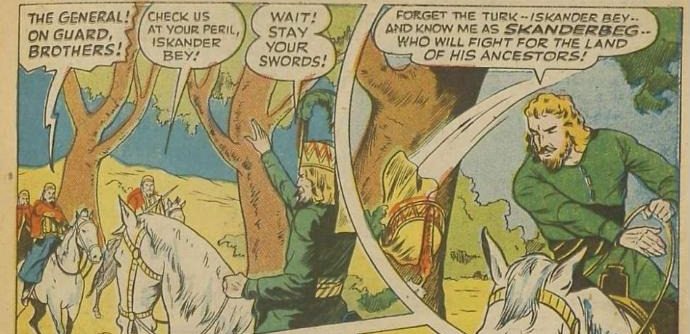 THE GENERAL!
ON GUARD,
BROTHERS!
CHECK US
AT YOUR PERIL,
ISKANDER
BEY!
WAIT!
STAY
YOUR
SWORDS!
FORGET THE TURK--ISKANDER BEY--
AND KNOW ME AS SKANDERBEG--
WHO WILL FIGHT FOR THE LAND
OF HIS ANCESTORS!